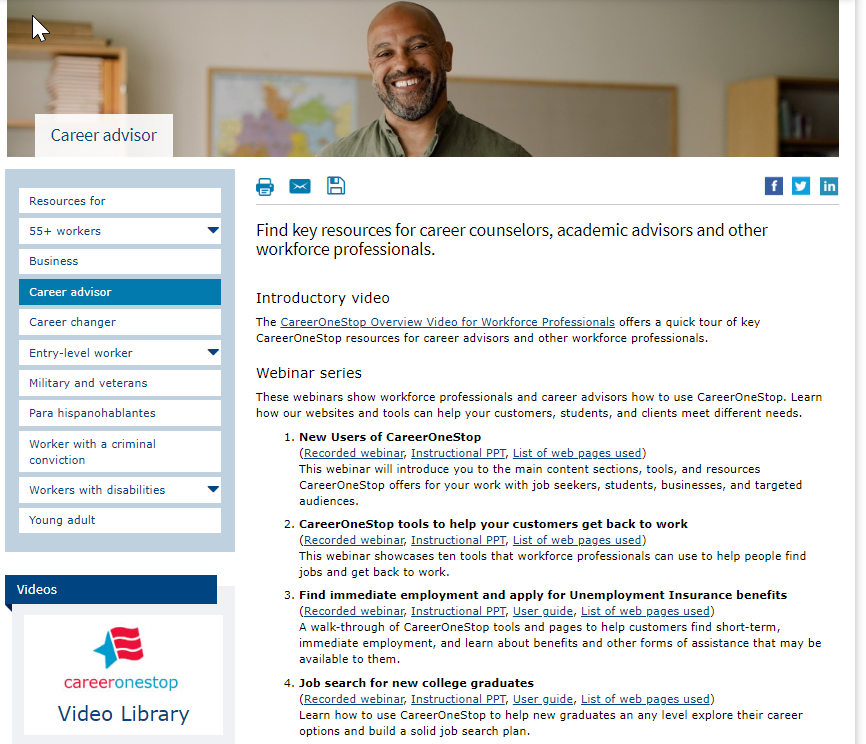 Career advisor
Resources for
55+ workers
Business
Career advisor
Career changer
Entry-level worker
Military and veterans
Para hispanohablantes
Worker with a criminal
conviction
Workers with disabilities
Young adult
Videos
careeronestop
Video Library
f
in
Find key resources for career counselors, academic advisors and other
workforce professionals.
Introductory video
The CareerOneStop Overview Video for Workforce Professionals offers a quick tour of key
CareerOneStop resources for career advisors and other workforce professionals.
Webinar series
These webinars show workforce professionals and career advisors how to use CareerOneStop. Learn
how our websites and tools can help your customers, students, and clients meet different needs.
1. New Users of CareerOneStop
(Recorded webinar, Instructional PPT, List of web pages used)
This webinar will introduce you to the main content sections, tools, and resources
CareerOneStop offers for your work with job seekers, students, businesses, and targeted
audiences.
2. CareerOneStop tools to help your customers get back to work
(Recorded webinar, Instructional PPT, List of web pages used)
This webinar showcases ten tools that workforce professionals can use to help people find
jobs and get back to work.
3. Find immediate employment and apply for Unemployment Insurance benefits
(Recorded webinar, Instructional PPT, User guide, List of web pages used)
A walk-through of CareerOneStop tools and pages to help customers find short-term,
immediate employment, and learn about benefits and other forms of assistance that may be
available to them.
4. Job search for new college graduates
(Recorded webinar, Instructional PPT, User guide, List of web pages used)
Learn how to use CareerOneStop to help new graduates an any level explore their career
options and build a solid job search plan.